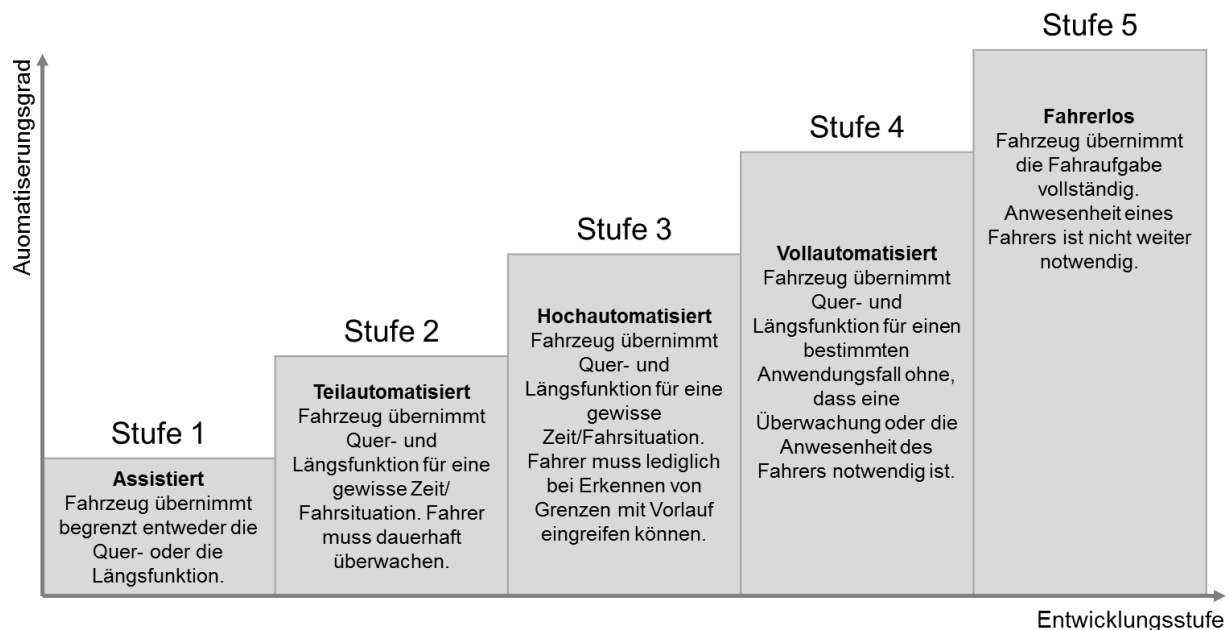 Auomatiserungsgrad
Stufe 1
Assistiert
Fahrzeug übernimmt
begrenzt entweder die
Quer- oder die
Längsfunktion.
Stufe 2
Teilautomatisiert
Fahrzeug übernimmt
Quer- und
Längsfunktion für eine
gewisse Zeit/
Fahrsituation. Fahrer
muss dauerhaft
überwachen.
Stufe 3
Hochautomatisiert
Fahrzeug übernimmt
Quer- und
Längsfunktion für eine
gewisse
Zeit/Fahrsituation.
Fahrer muss lediglich
bei Erkennen von
Grenzen mit Vorlauf
eingreifen können.
Stufe 4
Vollautomatisiert
Fahrzeug übernimmt
Quer- und
Längsfunktion für einen
bestimmten
Anwendungsfall ohne,
dass eine
Überwachung oder die
Anwesenheit des
Fahrers notwendig ist.
Stufe 5
Fahrerlos
Fahrzeug übernimmt
die Fahraufgabe
vollständig.
Anwesenheit eines
Fahrers ist nicht weiter
notwendig.
Entwicklungsstufe